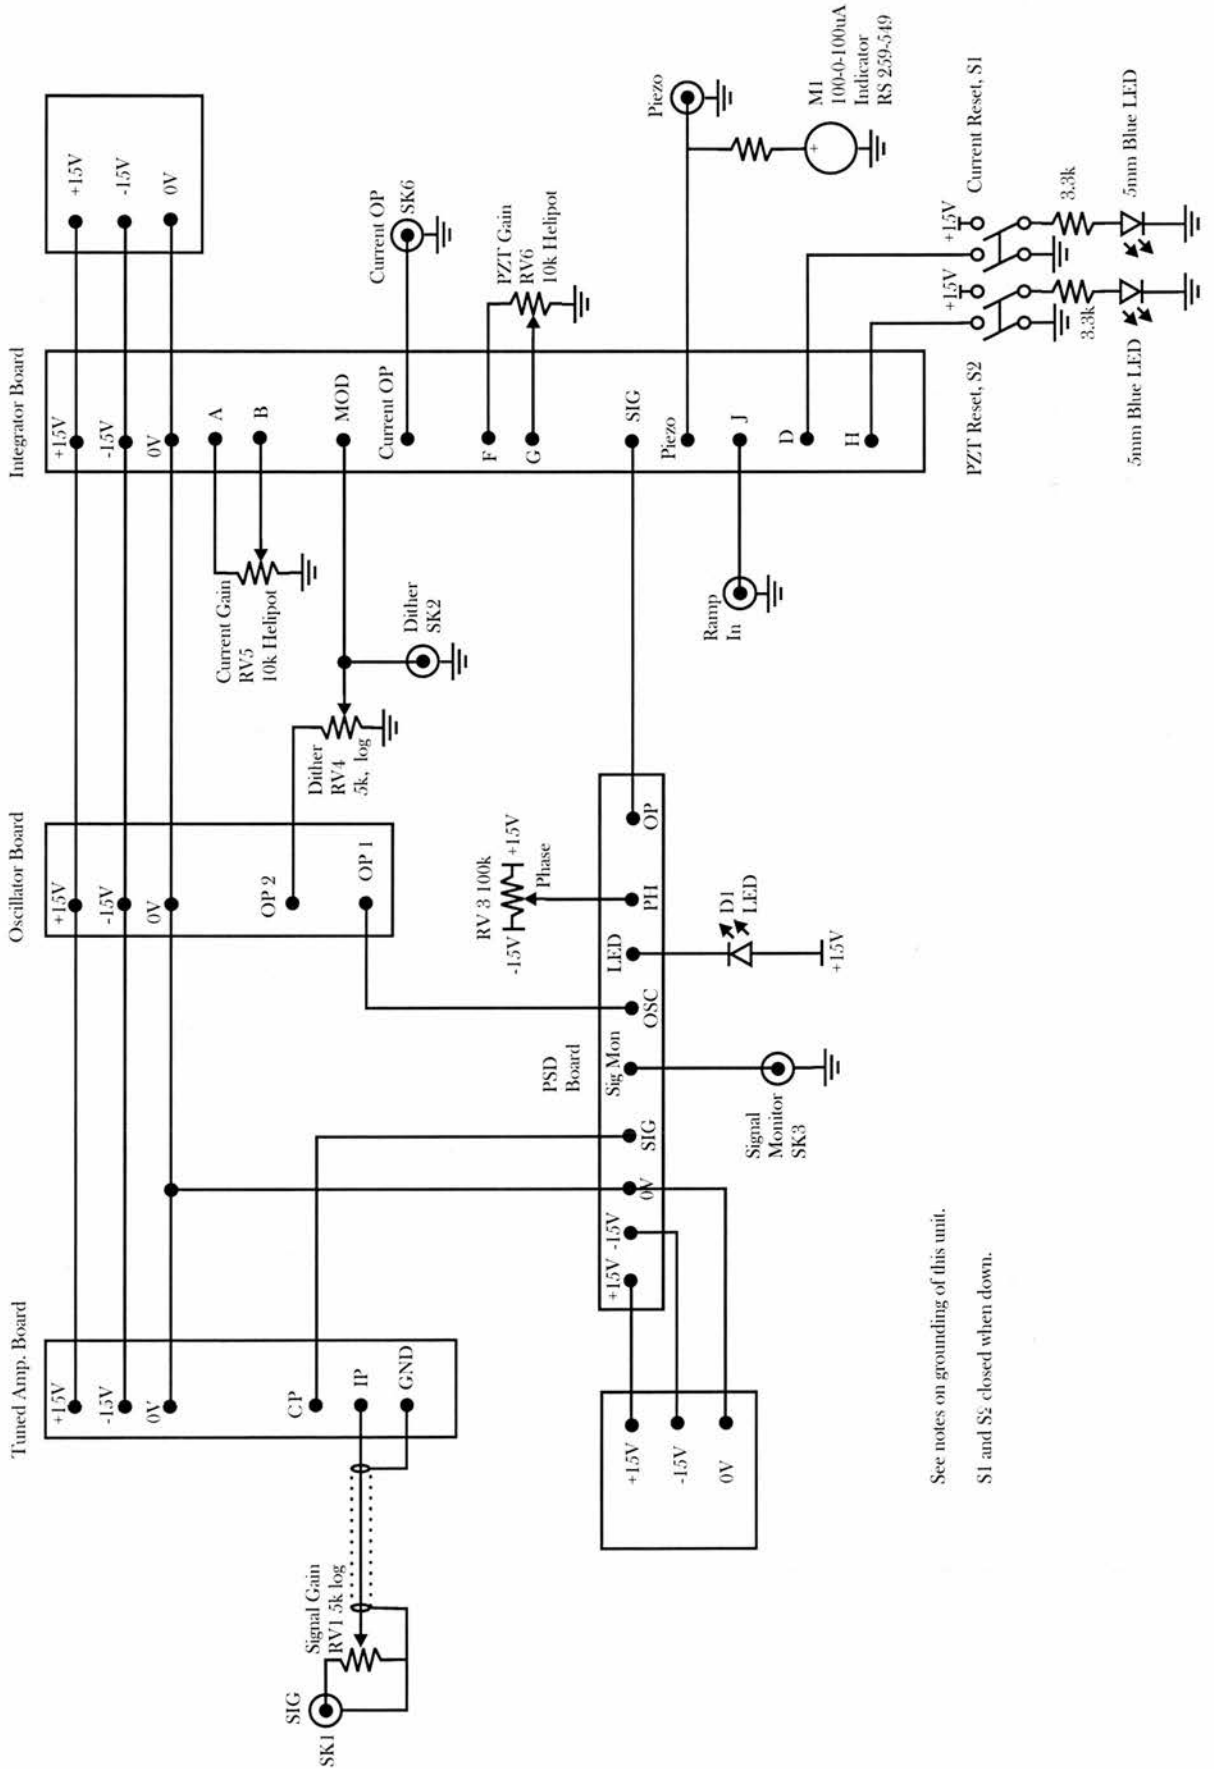 Tuned Amp. Board
+15V
-15V
0V
CP
IP
GND
SIG
SK1
Signal Gain
RV1 5k log
Oscillator Board
+15V
-15V
0V
OP 2
OP 1
Dither
RV4
5k, log
Dither
SK2
Current Gain
RV5
10k Helipot
Integrator Board
+15V
-15V
0V
A
B
MOD
Current OP
F
G
SIG
Piezo
J
D
H
+15V
-15V
0V
Current OP
SK6
PZT Gain
RV6
10k Helipot
Piezo
+
M1
100-0-100uA
Indicator
RS 259-549
Ramp
In
PSD
Board
+15V
-15V
0V
SIG
Sig Mon
OSC
LED
PH
OP
RV 3 100k
-15V
+15V
Phase
D1
LED
+15V
Signal
Monitor
SK3
+15V
-15V
0V
PZT Reset, S2
+15V
+15V
Current Reset, S1
3.3k
3.3k
5mm Blue LED
5mm Blue LED
See notes on grounding of this unit.
S1 and S2 closed when down.